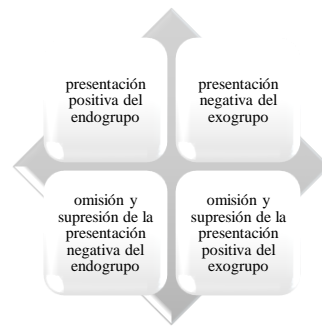 presentación
positiva del
endogrupo
presentación
negativa del
exogrupo
omisión y
supresión de la
presentación
negativa del
endogrupo
omisión y
supresión de la
presentación
positiva del
exogrupo